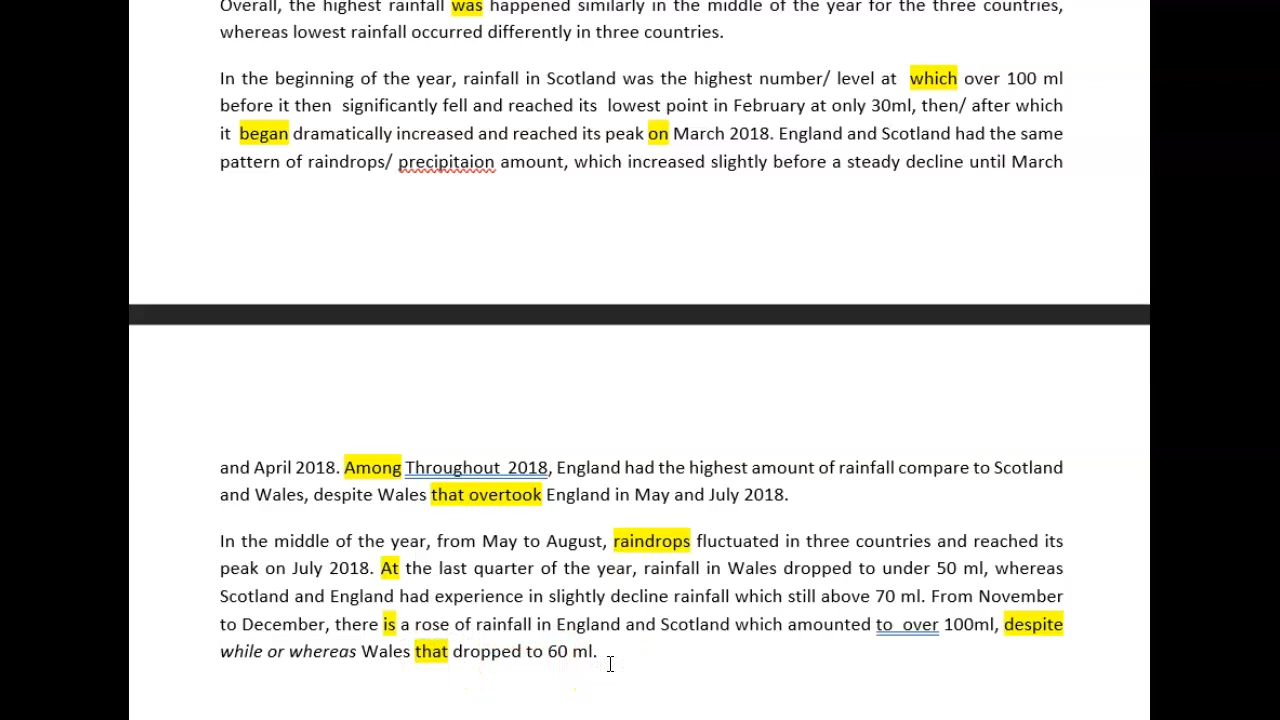 Overall, the highest rainfall was happened similarly in the middle of the year for the three countries,
whereas lowest rainfall occurred differently in three countries.
In the beginning of the year, rainfall in Scotland was the highest number/ level at which over 100 ml
before it then significantly fell and reached its lowest point in February at only 30ml, then/ after which
it began dramatically increased and reached its peak on March 2018. England and Scotland had the same
pattern of raindrops/ precipitaion amount, which increased slightly before a steady decline until March
and April 2018. Among Throughout 2018, England had the highest amount of rainfall compare to Scotland
and Wales, despite Wales that overtook England in May and July 2018.
In the middle of the year, from May to August, raindrops fluctuated in three countries and reached its
peak on July 2018. At the last quarter of the year, rainfall in Wales dropped to under 50 ml, whereas
Scotland and England had experience in slightly decline rainfall which still above 70 ml. From November
to December, there is a rose of rainfall in England and Scotland which amounted to over 100ml, despite
while or whereas Wales that dropped to 60 ml.